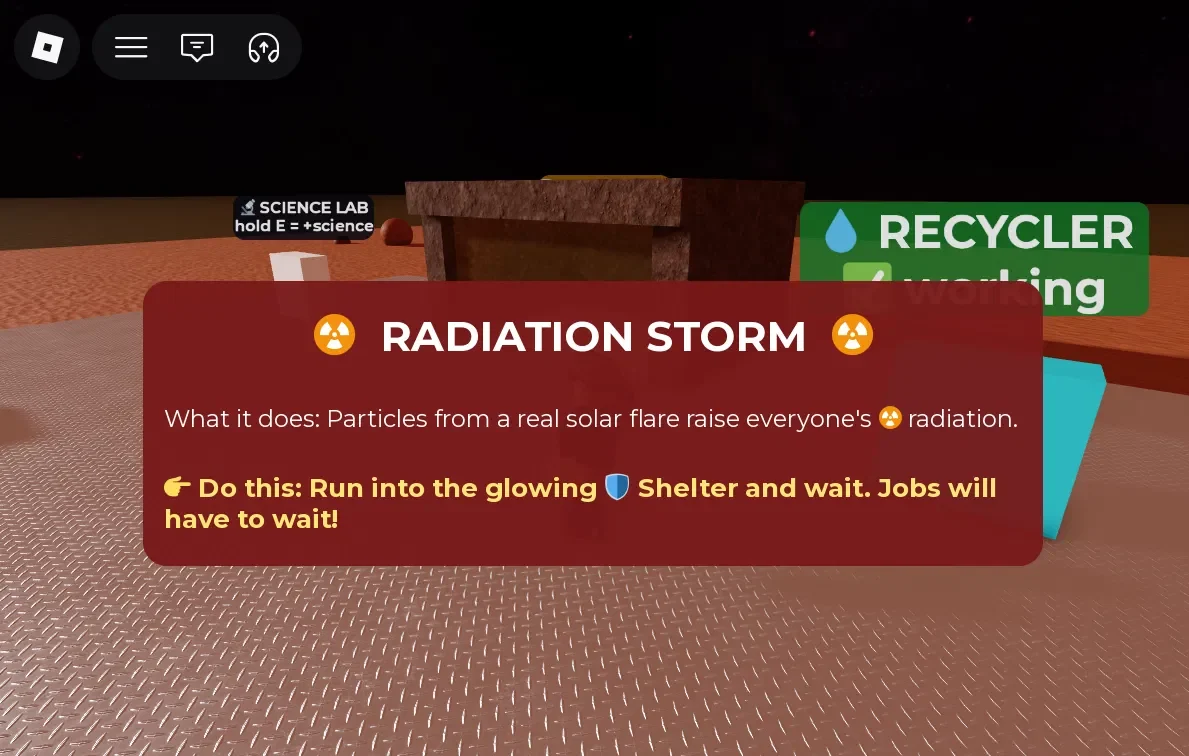 🔬 SCIENCE LAB
hold E = +science
💧 RECYCLER
✅ working
☢️ RADIATION STORM ☢️
What it does: Particles from a real solar flare raise everyone's ☢️ radiation.
👉 Do this: Run into the glowing 🛡️ Shelter and wait. Jobs will
have to wait!